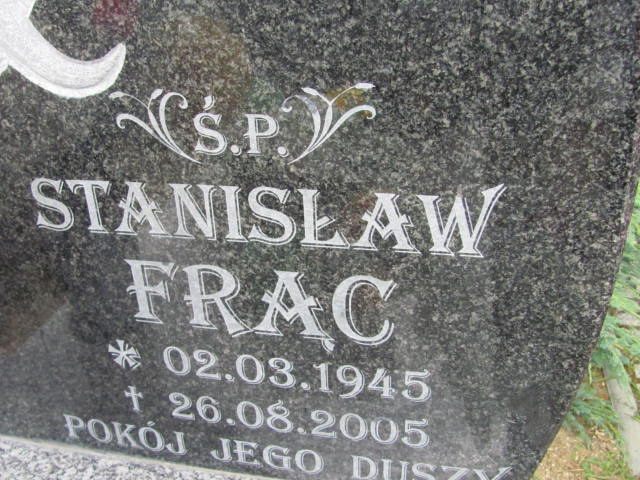 Ś.P.
STANISŁAW
FRĄC
* 02.03.1945
† 26.08.2005
POKÓJ JEGO DUSZY